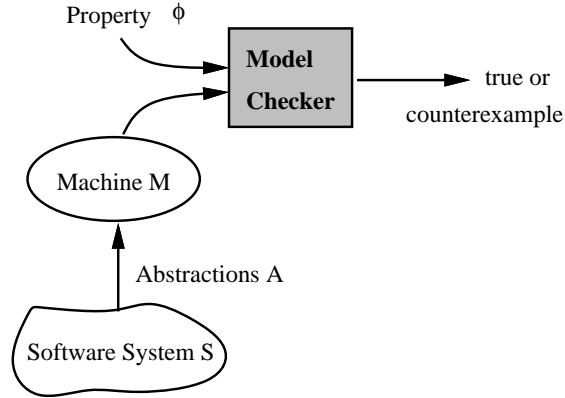 Property ϕ
Model
Checker
true or
counterexample
Machine M
Abstractions A
Software System S